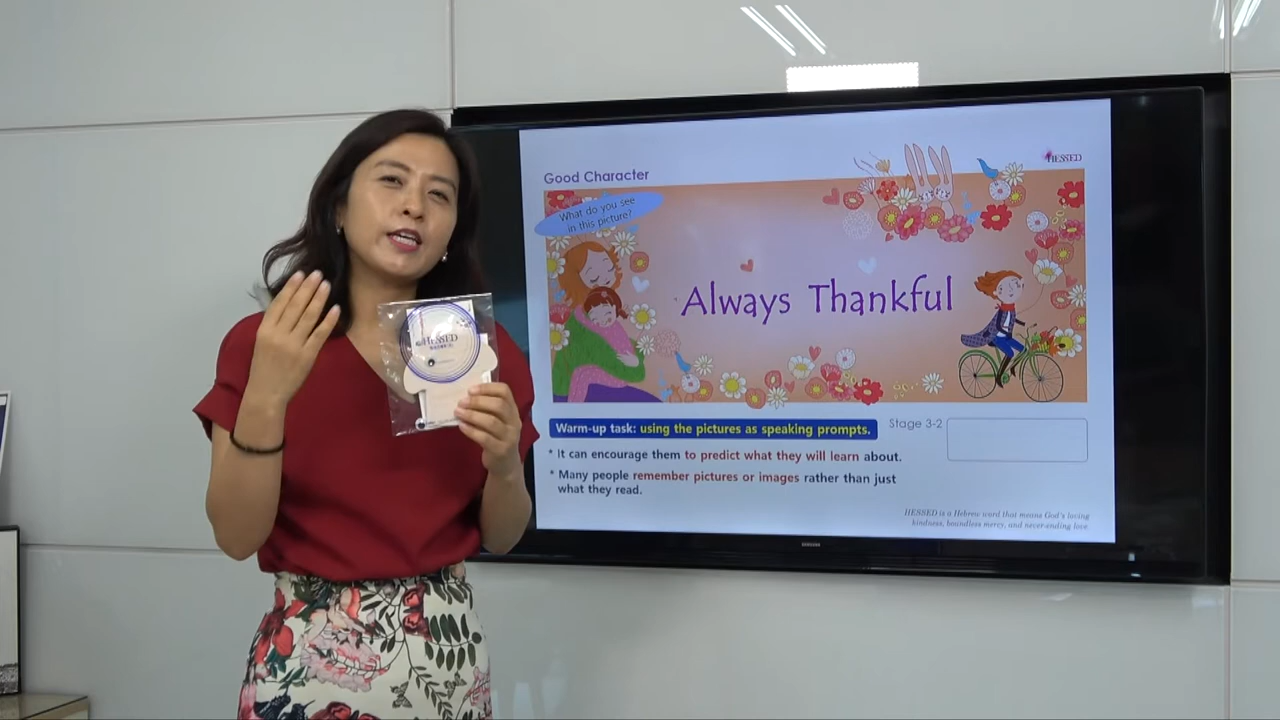 HESSED
Good Character
What do you see
in this picture?
Always Thankful
Warm-up task: using the pictures as speaking prompts.
Stage 3-2
* It can encourage them to predict what they will learn about.
* Many people remember pictures or images rather than just
what they read.
HESSED is a Hebrew word that means God's loving
kindness, boundless mercy, and never-ending love
SAMSUNG
HESSED